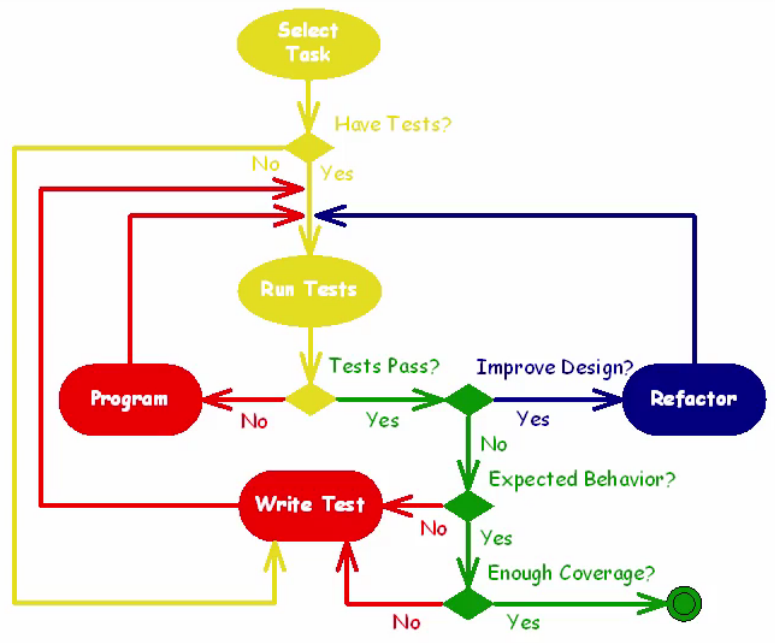 Select
Task
Have Tests?
No
Yes
Run Tests
Tests Pass?
Improve Design?
Program
No
Yes
Yes
Refactor
No
Expected Behavior?
Write Test
No
Yes
Enough Coverage?
No
Yes